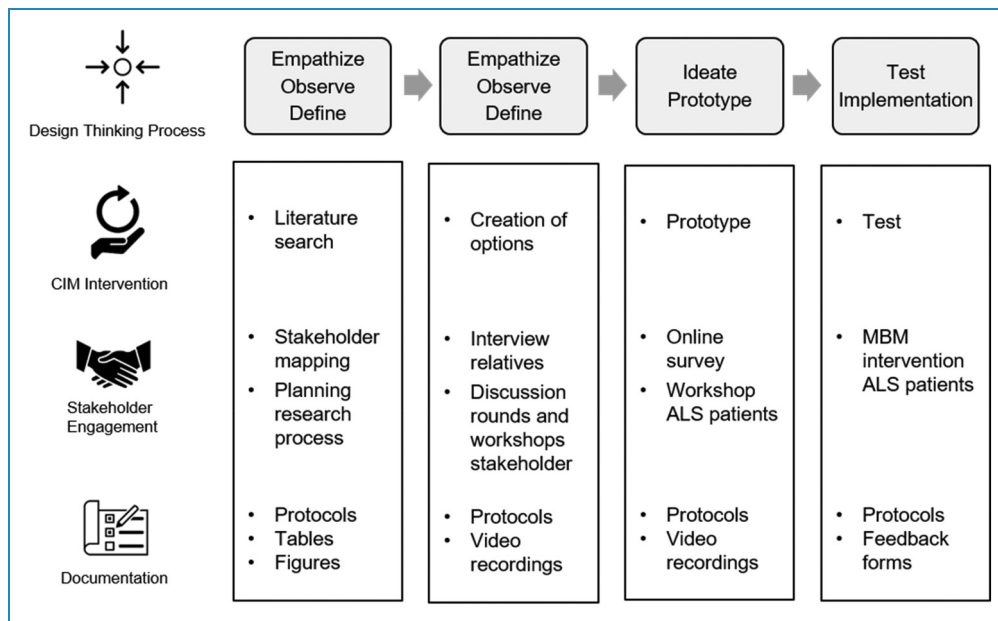 Design Thinking Process
Empathize
Observe
Define
Empathize
Observe
Define
Ideate
Prototype
Test
Implementation
CIM Intervention
• Literature
search
• Creation of
options
• Prototype
• Test
Stakeholder
Engagement
• Stakeholder
mapping
• Planning
research
process
• Interview
relatives
• Discussion
rounds and
workshops
stakeholder
• Online
survey
• Workshop
ALS patients
• MBM
intervention
ALS patients
Documentation
• Protocols
• Tables
• Figures
• Protocols
• Video
recordings
• Protocols
• Video
recordings
• Protocols
• Feedback
forms